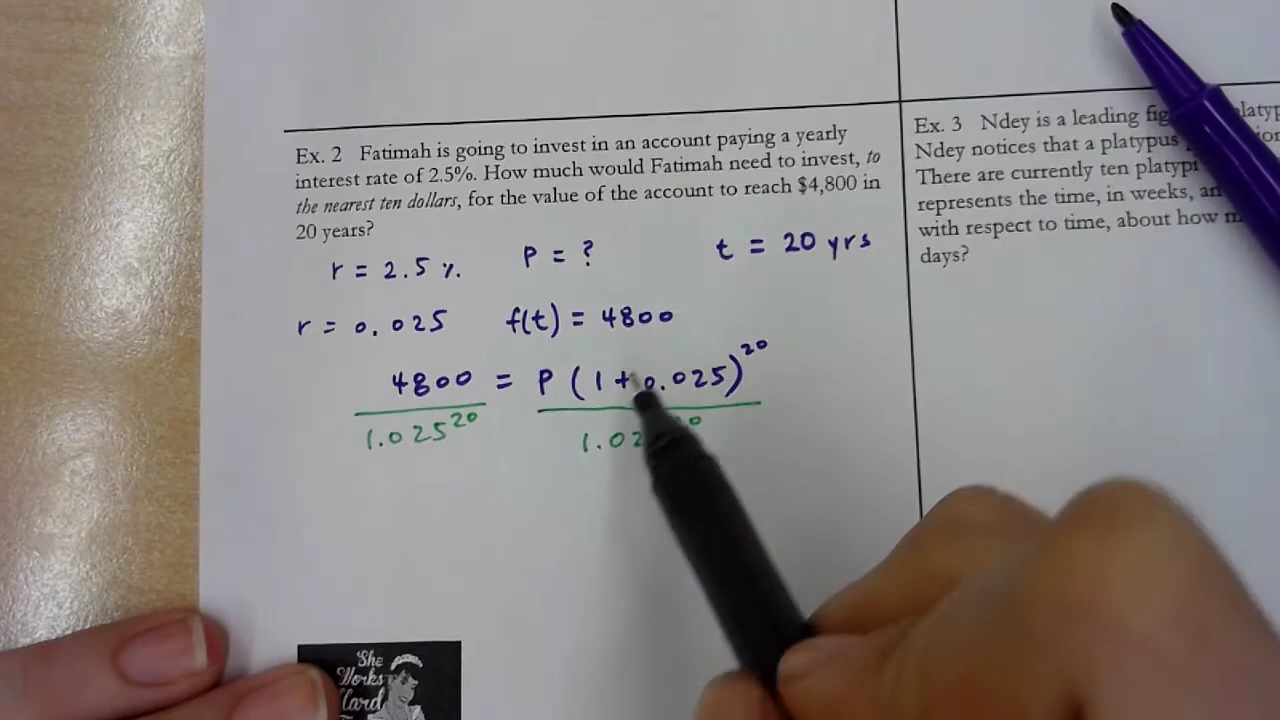 Ex. 2 Fatimah is going to invest in an account paying a yearly
interest rate of 2.5%. How much would Fatimah need to invest, to
the nearest ten dollars, for the value of the account to reach $4,800 in
20 years?
r = 2.5 %. P = ? t = 20 yrs
r = 0.025 f(t) = 4800
4800 = P (1 + 0.025)^20
1.025^20 1.02
Ex. 3 Ndey is a leading
Ndey notices that a platypus
There are currently ten platypi
represents the time, in weeks,
with respect to time, about how
days?
She
Works
Hard